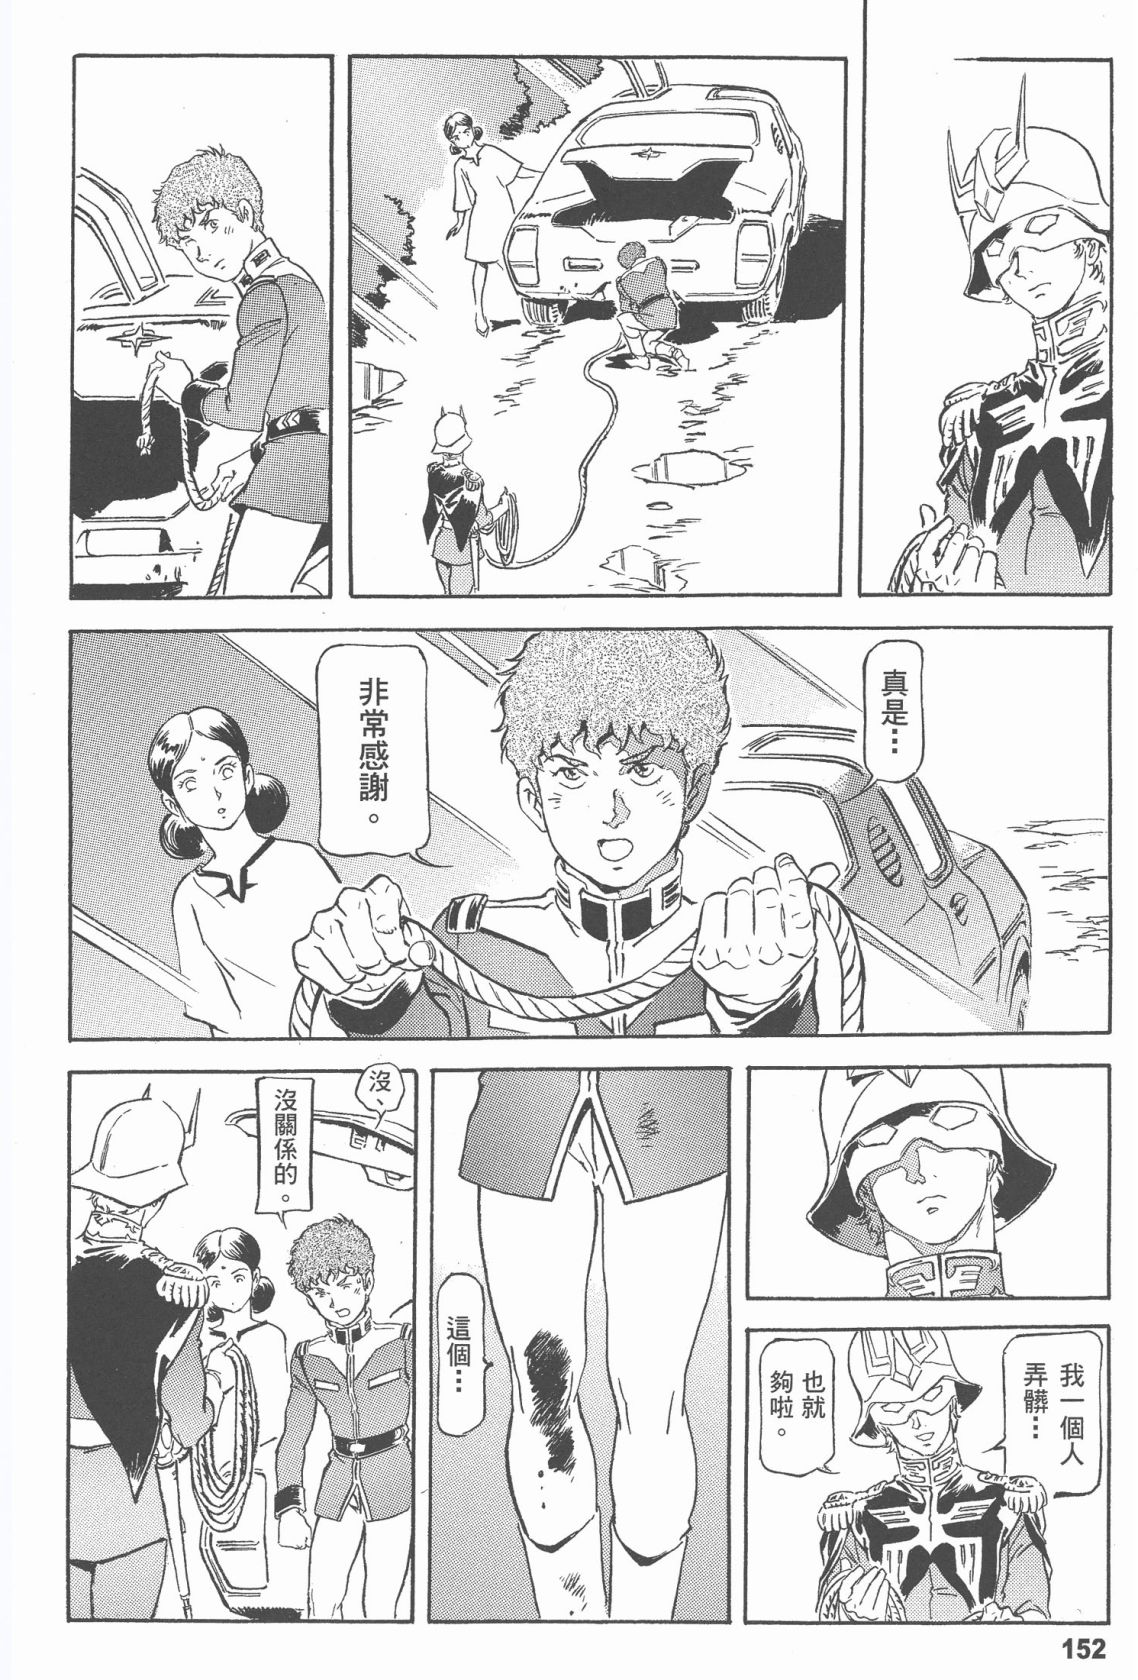 真是…
非常感謝。
我一個人
弄髒…
也就
夠啦。
這個…
沒、
沒關係的。
152